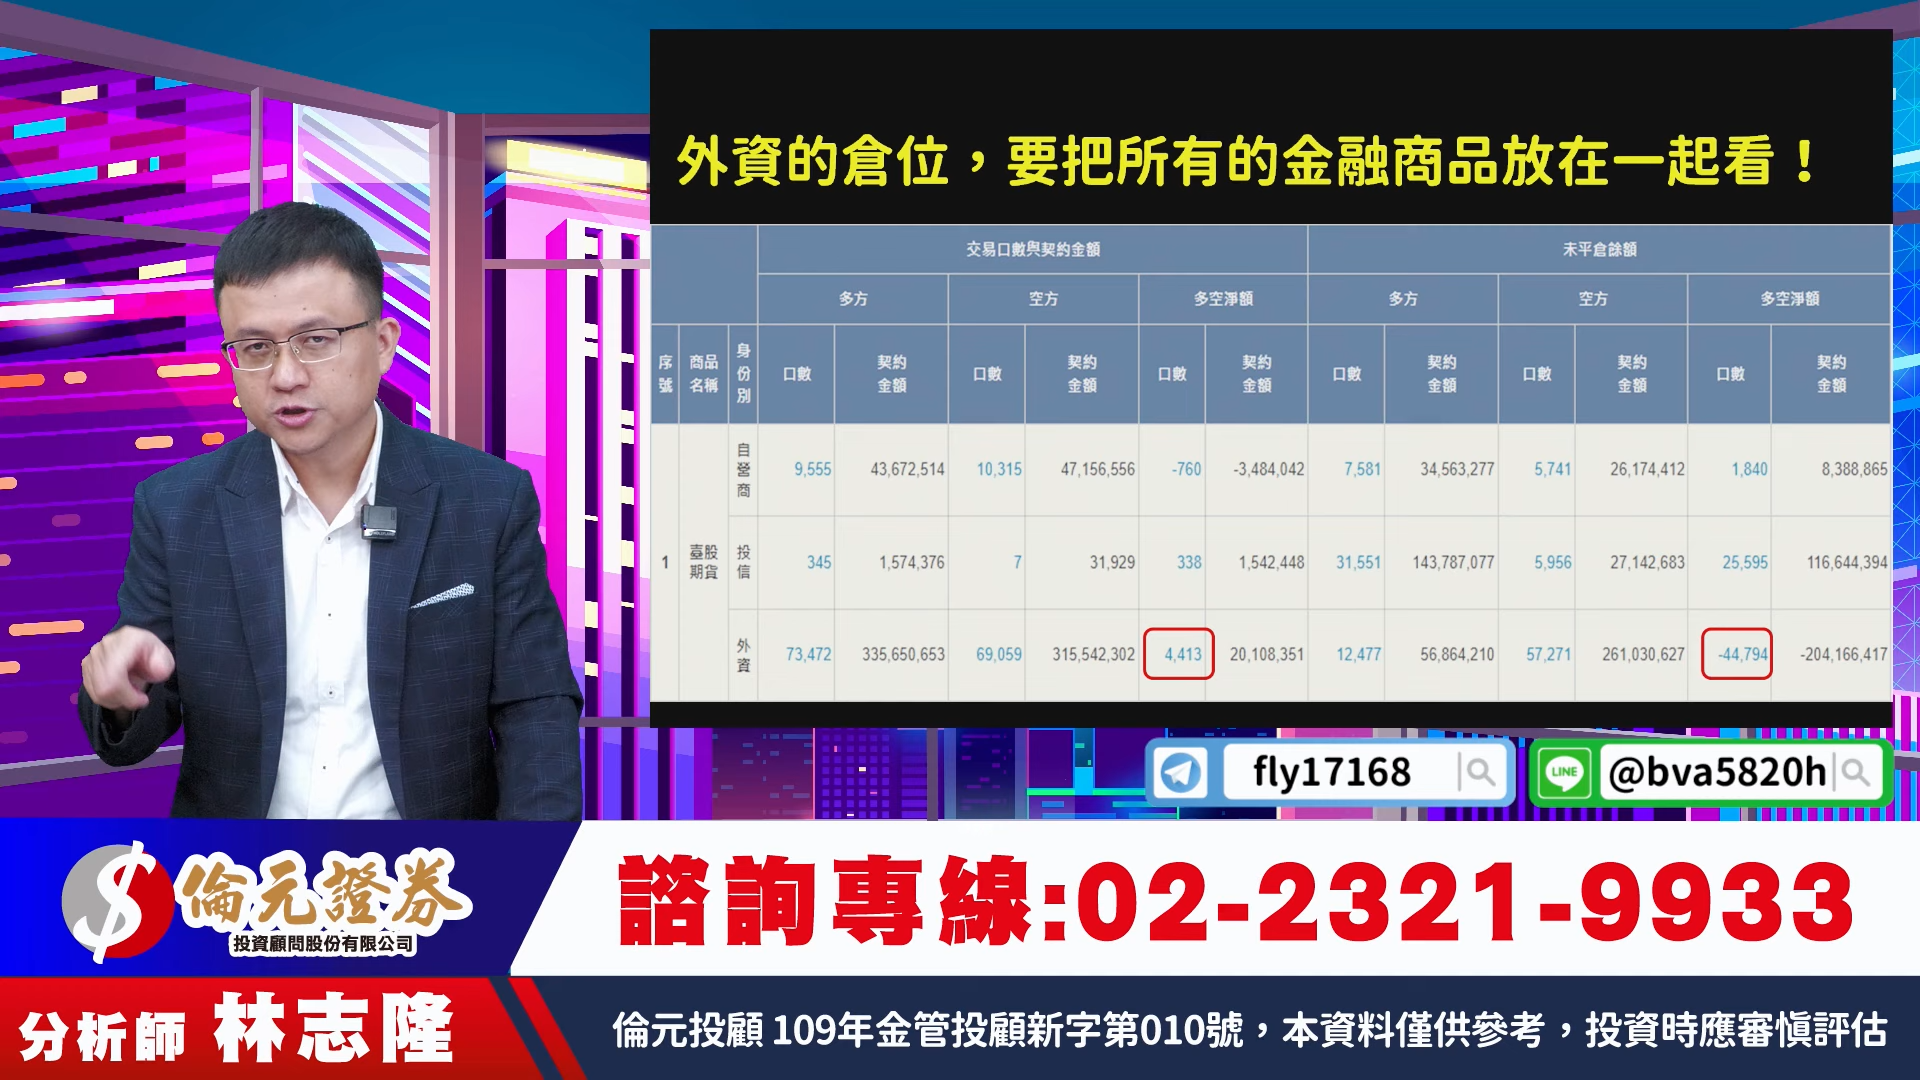 外資的倉位，要把所有的金融商品放在一起看！
交易口數與契約金額 未平倉餘額
多方 空方 多空淨額 多方 空方 多空淨額
序號 商品名稱 身份別 口數 契約金額 口數 契約金額 口數 契約金額 口數 契約金額 口數 契約金額 口數 契約金額
自營商 9,555 43,672,514 10,315 47,156,556 -760 -3,484,042 7,581 34,563,277 5,741 26,174,412 1,840 8,388,865
1 臺股期貨 投信 345 1,574,376 7 31,929 338 1,542,448 31,551 143,787,077 5,956 27,142,683 25,595 116,644,394
外資 73,472 335,650,653 69,059 315,542,302 4,413 20,108,351 12,477 56,864,210 57,271 261,030,627 -44,794 -204,166,417
fly17168
LINE @bva5820h
倫元證券
投資顧問股份有限公司
諮詢專線:02-2321-9933
分析師 林志隆
倫元投顧 109年金管投顧新字第010號，本資料僅供參考，投資時應審慎評估